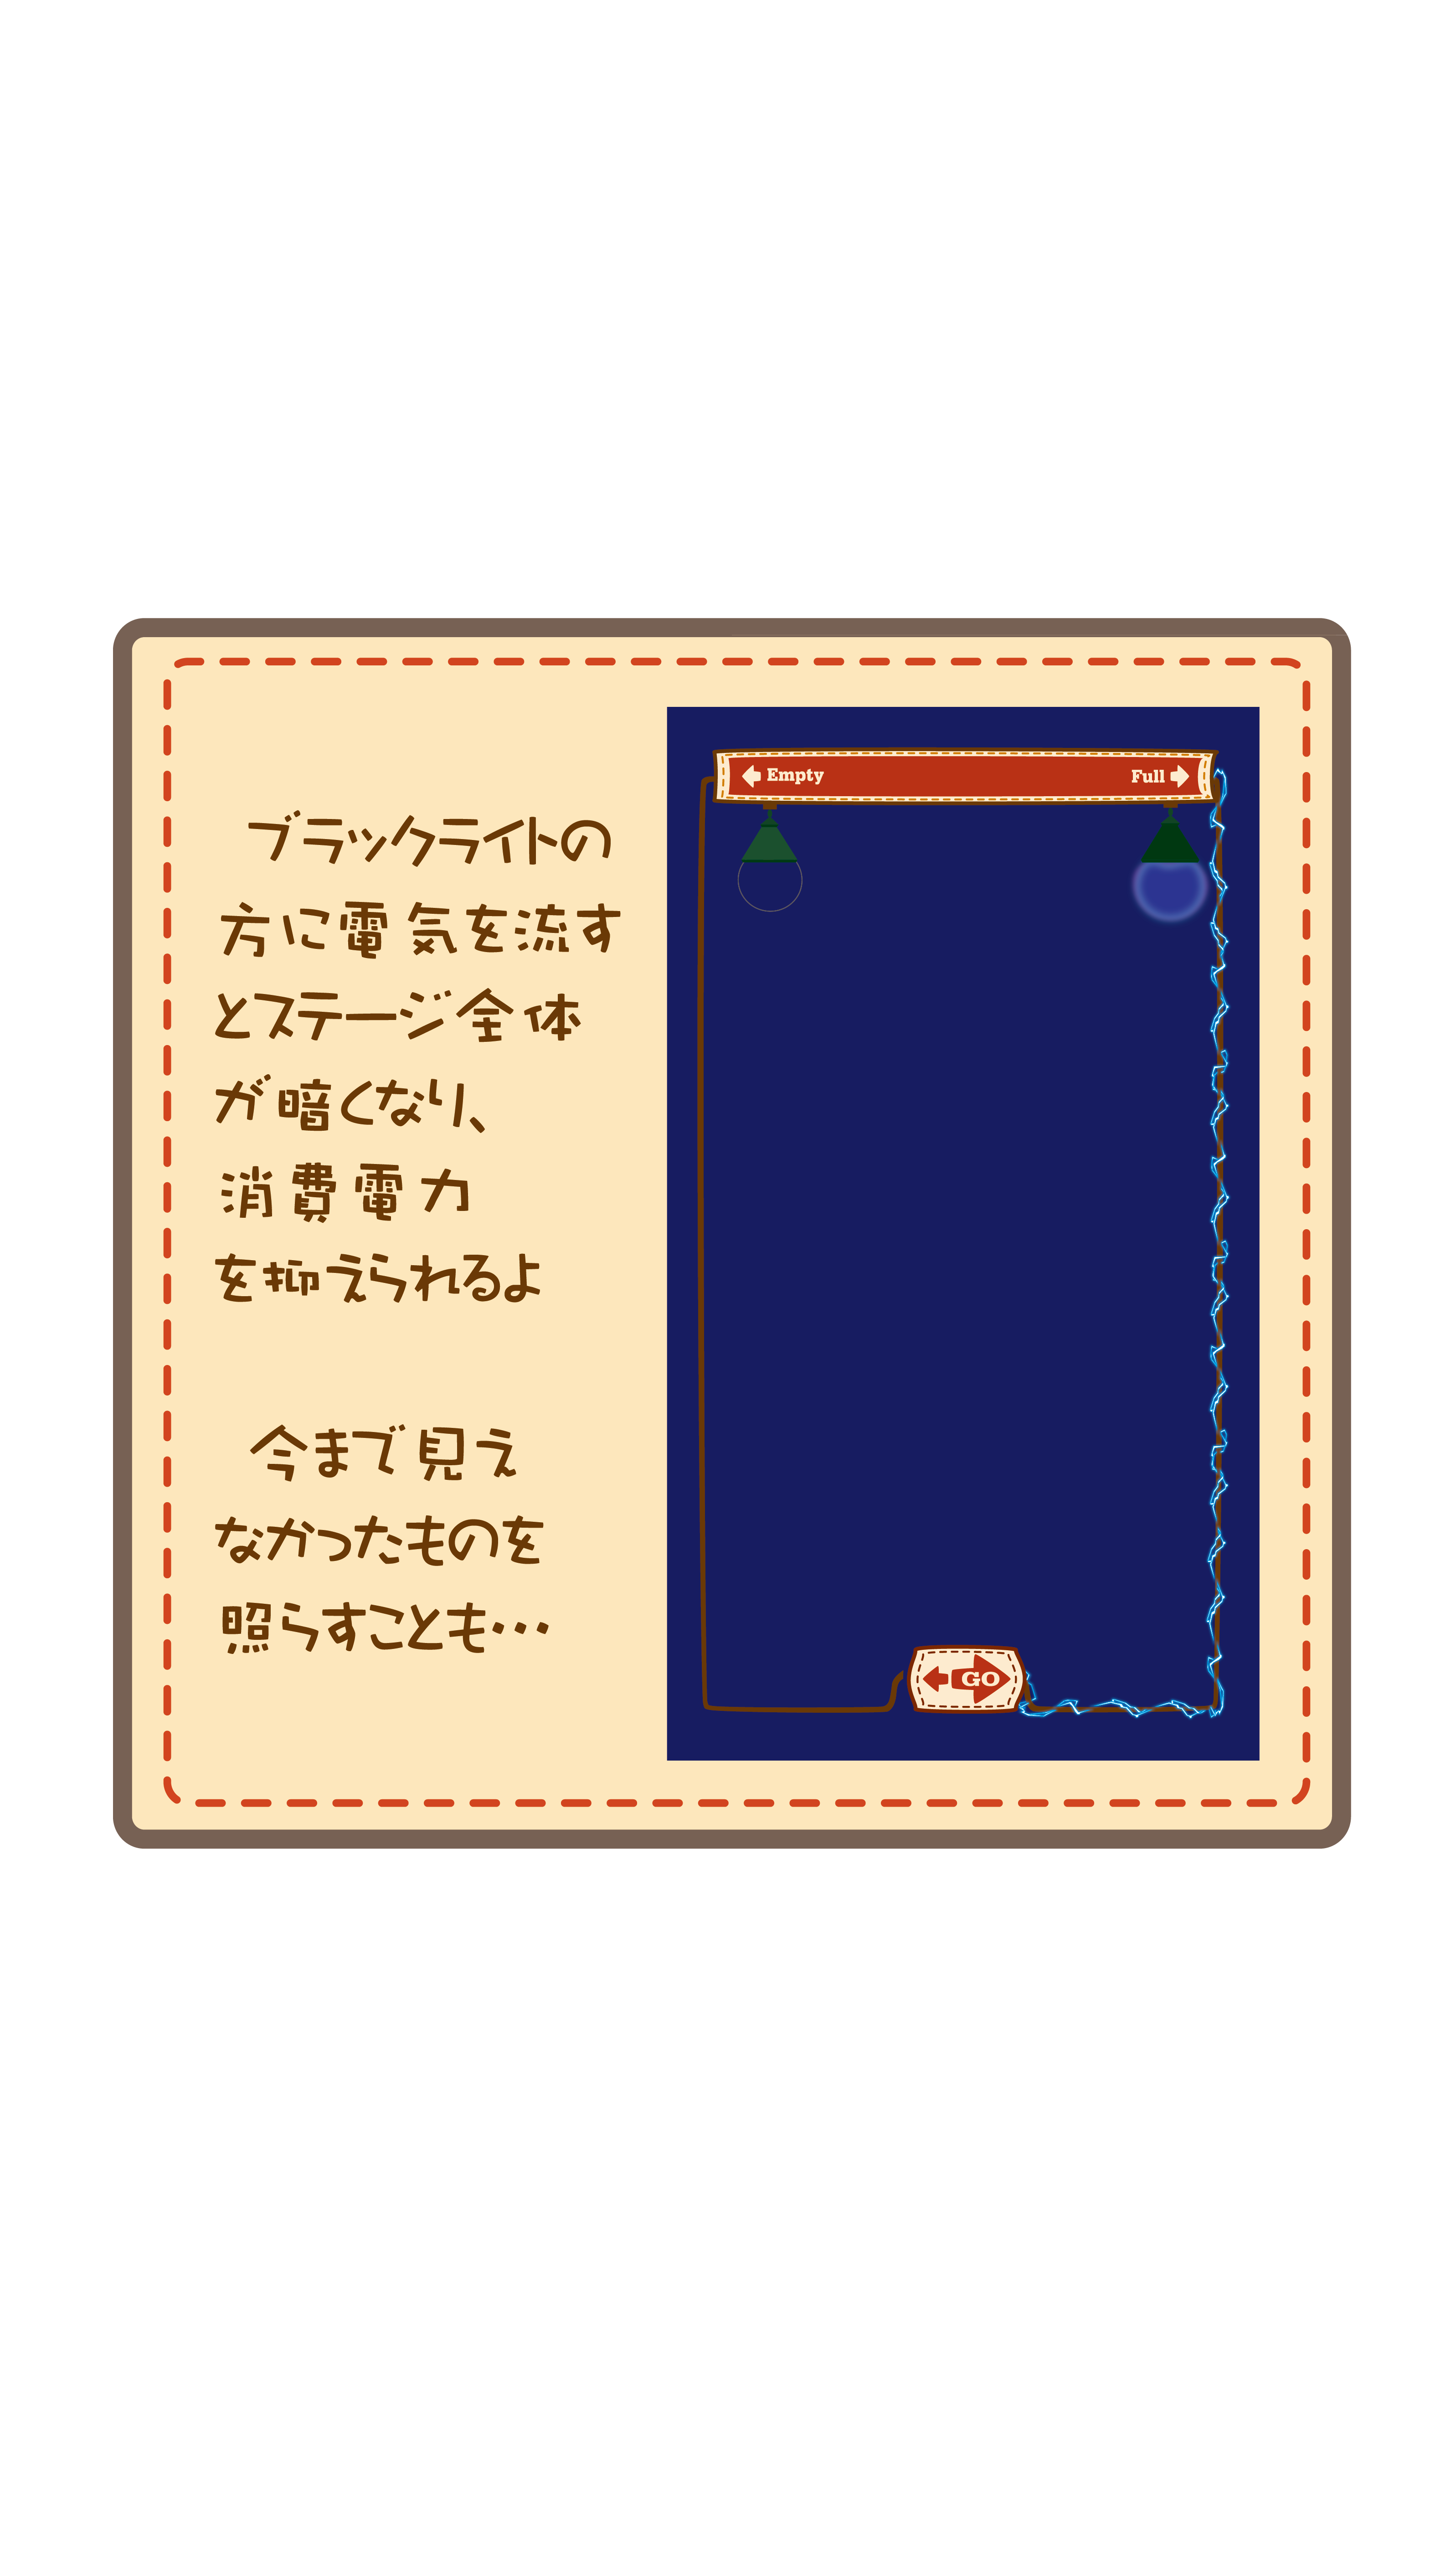 ブラックライトの
方に電気を流す
とステージ全体
が暗くなり、
消費電力
を抑えられるよ
今まで見え
なかったものを
照らすことも…
Empty
Full
GO